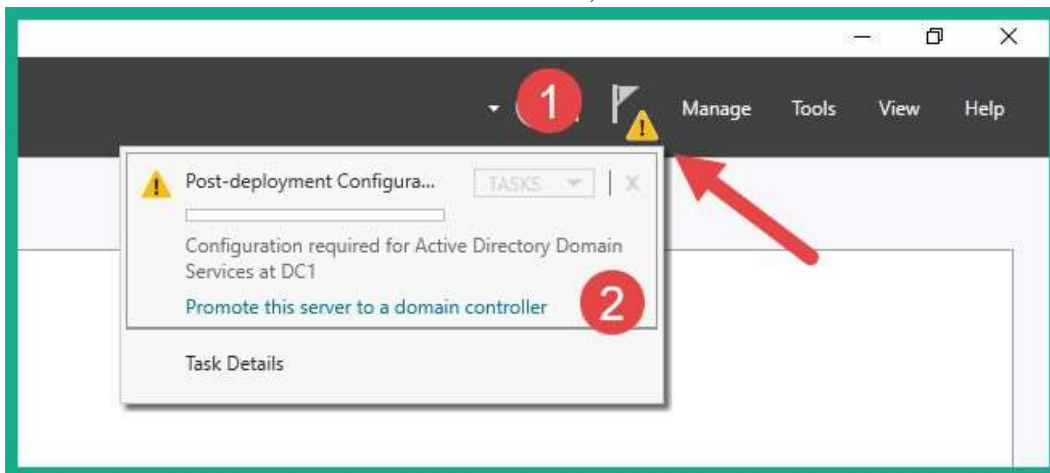 1 Manage Tools View Help
Post-deployment Configura... TASKS X
Configuration required for Active Directory Domain
Services at DC1
Promote this server to a domain controller 2
Task Details